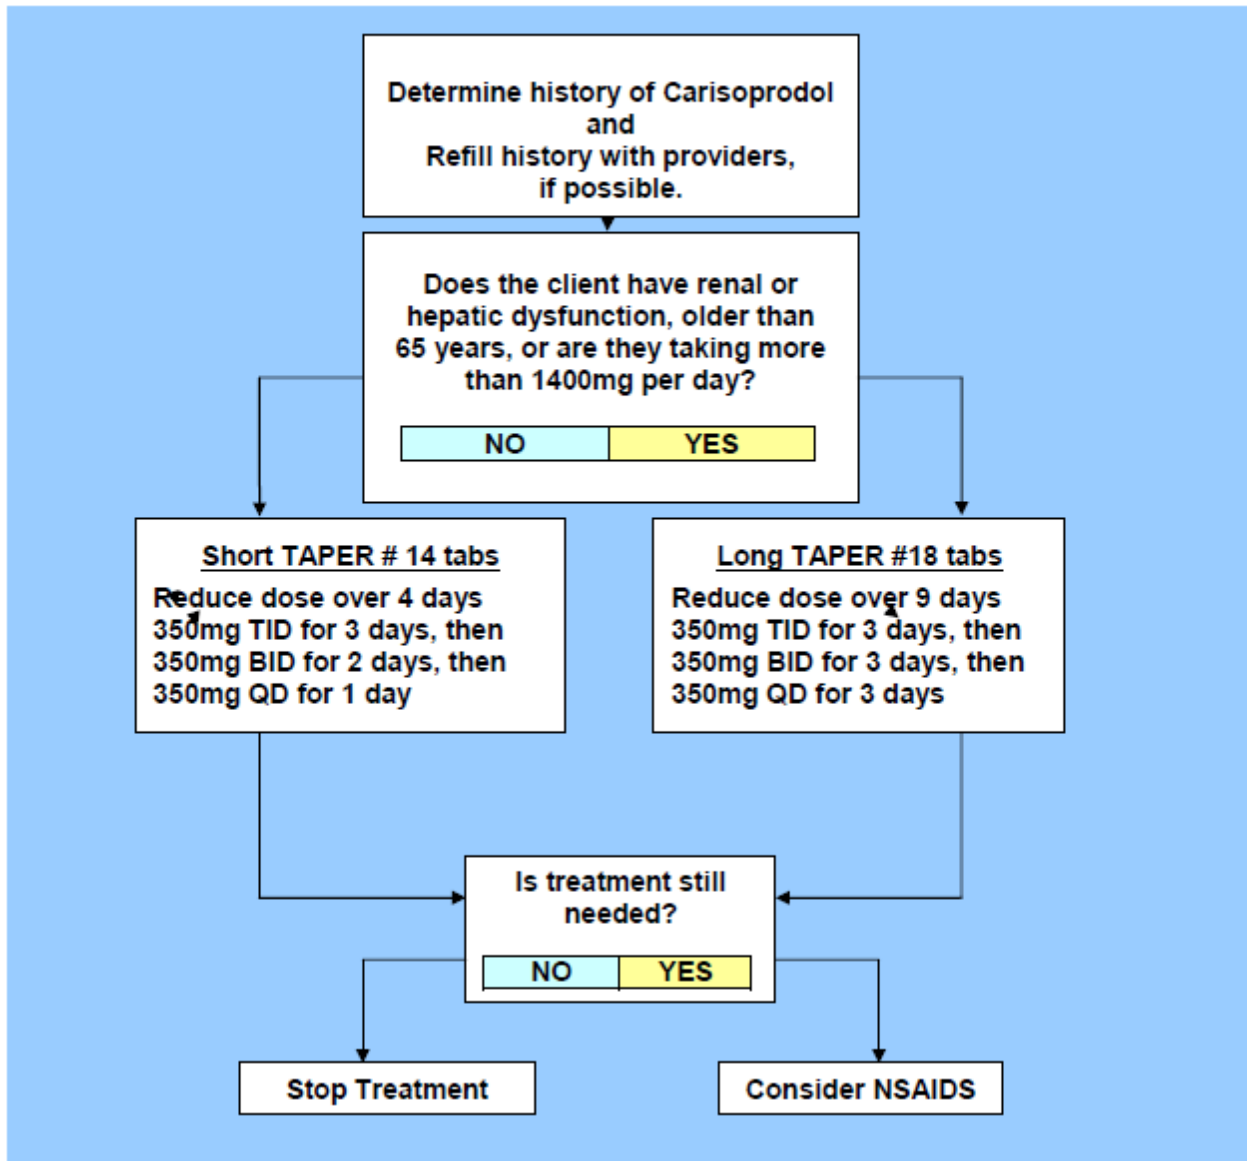 Determine history of Carisoprodol
and
Refill history with providers,
if possible.
Does the client have renal or
hepatic dysfunction, older than
65 years, or are they taking more
than 1400mg per day?
NO YES
Short TAPER # 14 tabs
Reduce dose over 4 days
350mg TID for 3 days, then
350mg BID for 2 days, then
350mg QD for 1 day
Long TAPER #18 tabs
Reduce dose over 9 days
350mg TID for 3 days, then
350mg BID for 3 days, then
350mg QD for 3 days
Is treatment still
needed?
NO YES
Stop Treatment
Consider NSAIDS